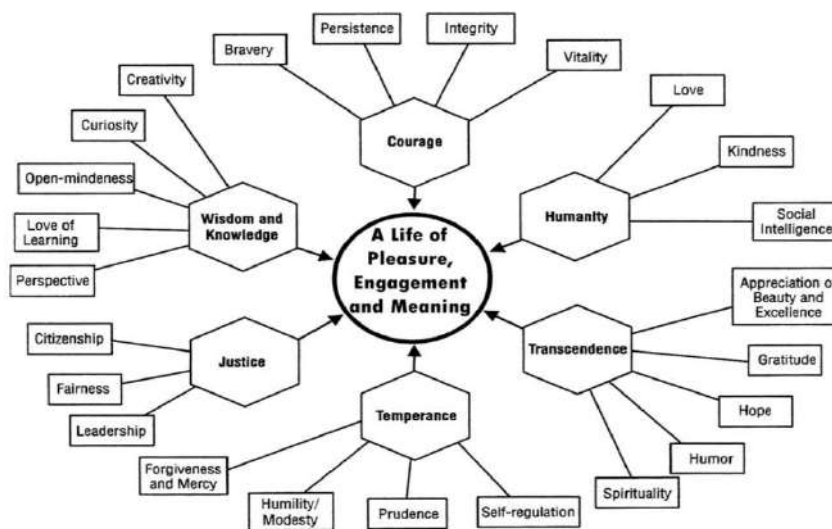 Persistence
Integrity
Bravery
Vitality
Creativity
Love
Curiosity
Courage
Kindness
Open-mindeness
Wisdom and
Knowledge
Humanity
Social
Intelligence
Love of
Learning
Perspective
A Life of
Pleasure,
Engagement
and Meaning
Appreciation o
Beauty and
Excellence
Citizenship
Justice
Transcendence
Gratitude
Fairness
Hope
Leadership
Temperance
Humor
Forgiveness
and Mercy
Spirituality
Humility/
Modesty
Prudence
Self-regulation